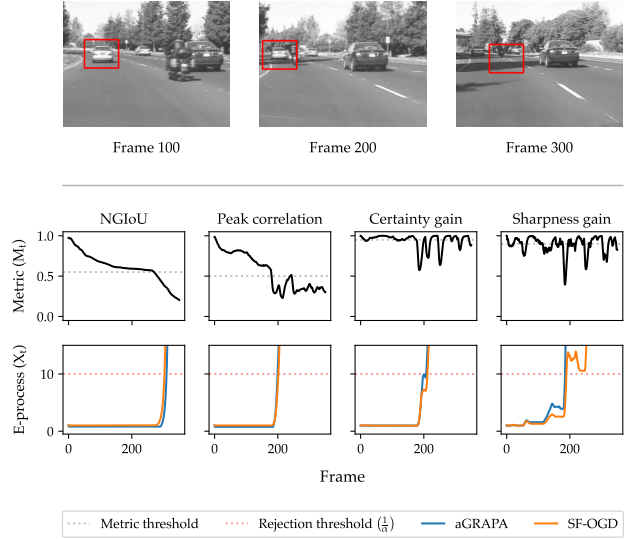 Frame 100 Frame 200 Frame 300
NGIoU Peak correlation Certainty gain Sharpness gain
Metric (Mt)
1.0
0.5
0.0
E-process (Xt)
10
0
0 200 0 200 0 200 0 200
Frame
Metric threshold Rejection threshold (1/α) aGRAPA SF-OGD